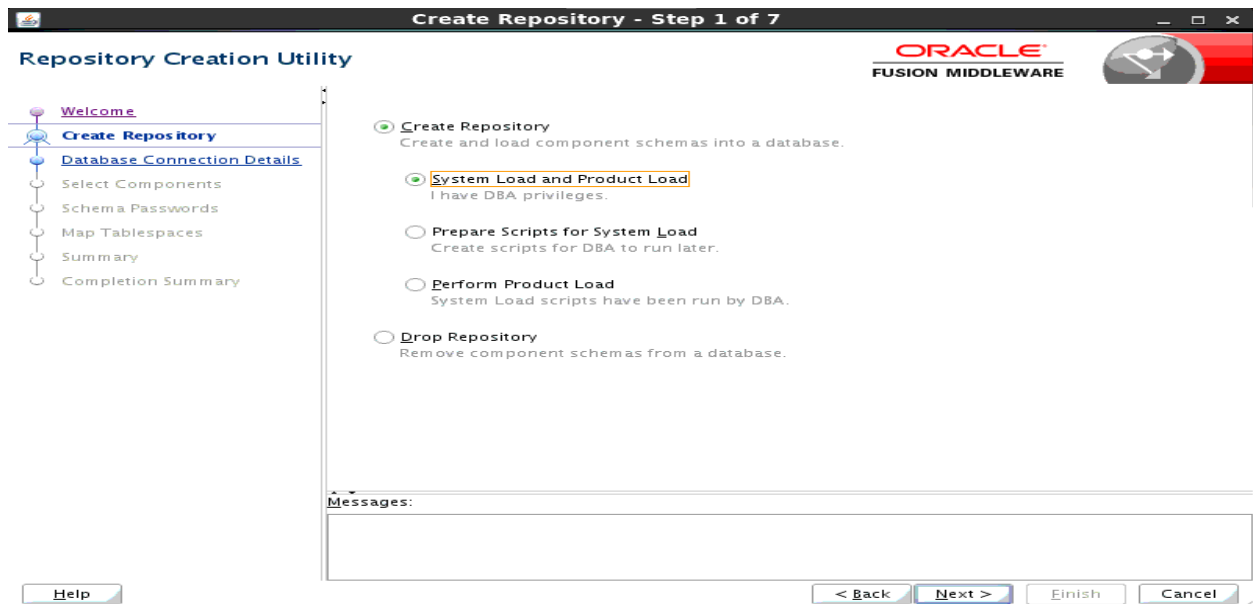 Create Repository - Step 1 of 7
Repository Creation Utility
ORACLE
FUSION MIDDLEWARE
Welcome
Create Repository
Database Connection Details
Select Components
Schema Passwords
Map Tablespaces
Summary
Completion Summary
Create Repository
Create and load component schemas into a database.
System Load and Product Load
I have DBA privileges.
Prepare Scripts for System Load
Create scripts for DBA to run later.
Perform Product Load
System Load scripts have been run by DBA.
Drop Repository
Remove component schemas from a database.
Messages:
Help
< Back
Next >
Finish
Cancel